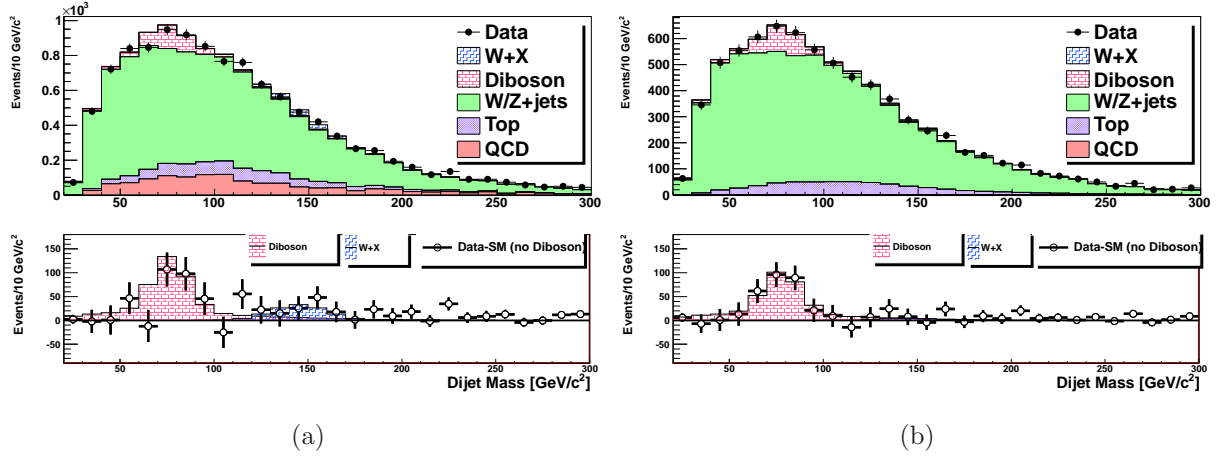 ×10³
Events/10 GeV/c²
1
0.8
0.6
0.4
0.2
0
Data
W+X
Diboson
W/Z+jets
Top
QCD
50 100 150 200 250 300
Events/10 GeV/c²
150
100
50
0
-50
Diboson
W+X
Data-SM (no Diboson)
50 100 150 200 250 300
Dijet Mass [GeV/c²]
(a)
Events/10 GeV/c²
600
500
400
300
200
100
0
Data
W+X
Diboson
W/Z+jets
Top
50 100 150 200 250 300
Events/10 GeV/c²
150
100
50
0
-50
Diboson
W+X
Data-SM (no Diboson)
50 100 150 200 250 300
Dijet Mass [GeV/c²]
(b)